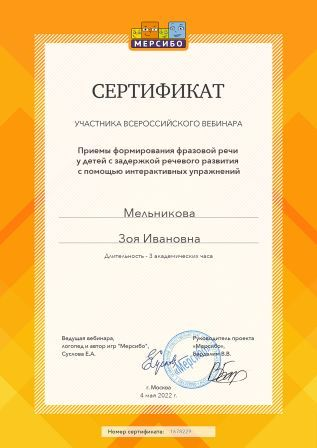 МЕРСИБО
СЕРТИФИКАТ
УЧАСТНИКА ВСЕРОССИЙСКОГО ВЕБИНАРА
Приемы формирования фразовой речи
у детей с задержкой речевого развития
с помощью интерактивных упражнений
Мельникова
Зоя Ивановна
Длительность - 3 академических часа
Ведущая вебинара,
логопед и автор игр "Мерсибо",
Суслова Е.А.
Руководитель проекта
«Мерсибо»,
В.В.
"Мерсибо"
г. Москва
4 мая 2022 г.
Номер сертификата: 1678229